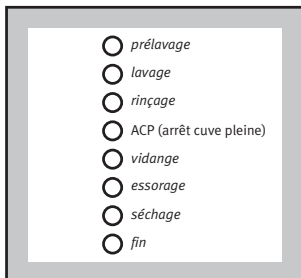 prélavage
lavage
rinçage
ACP (arrêt cuve pleine)
vidange
essorage
séchage
fin